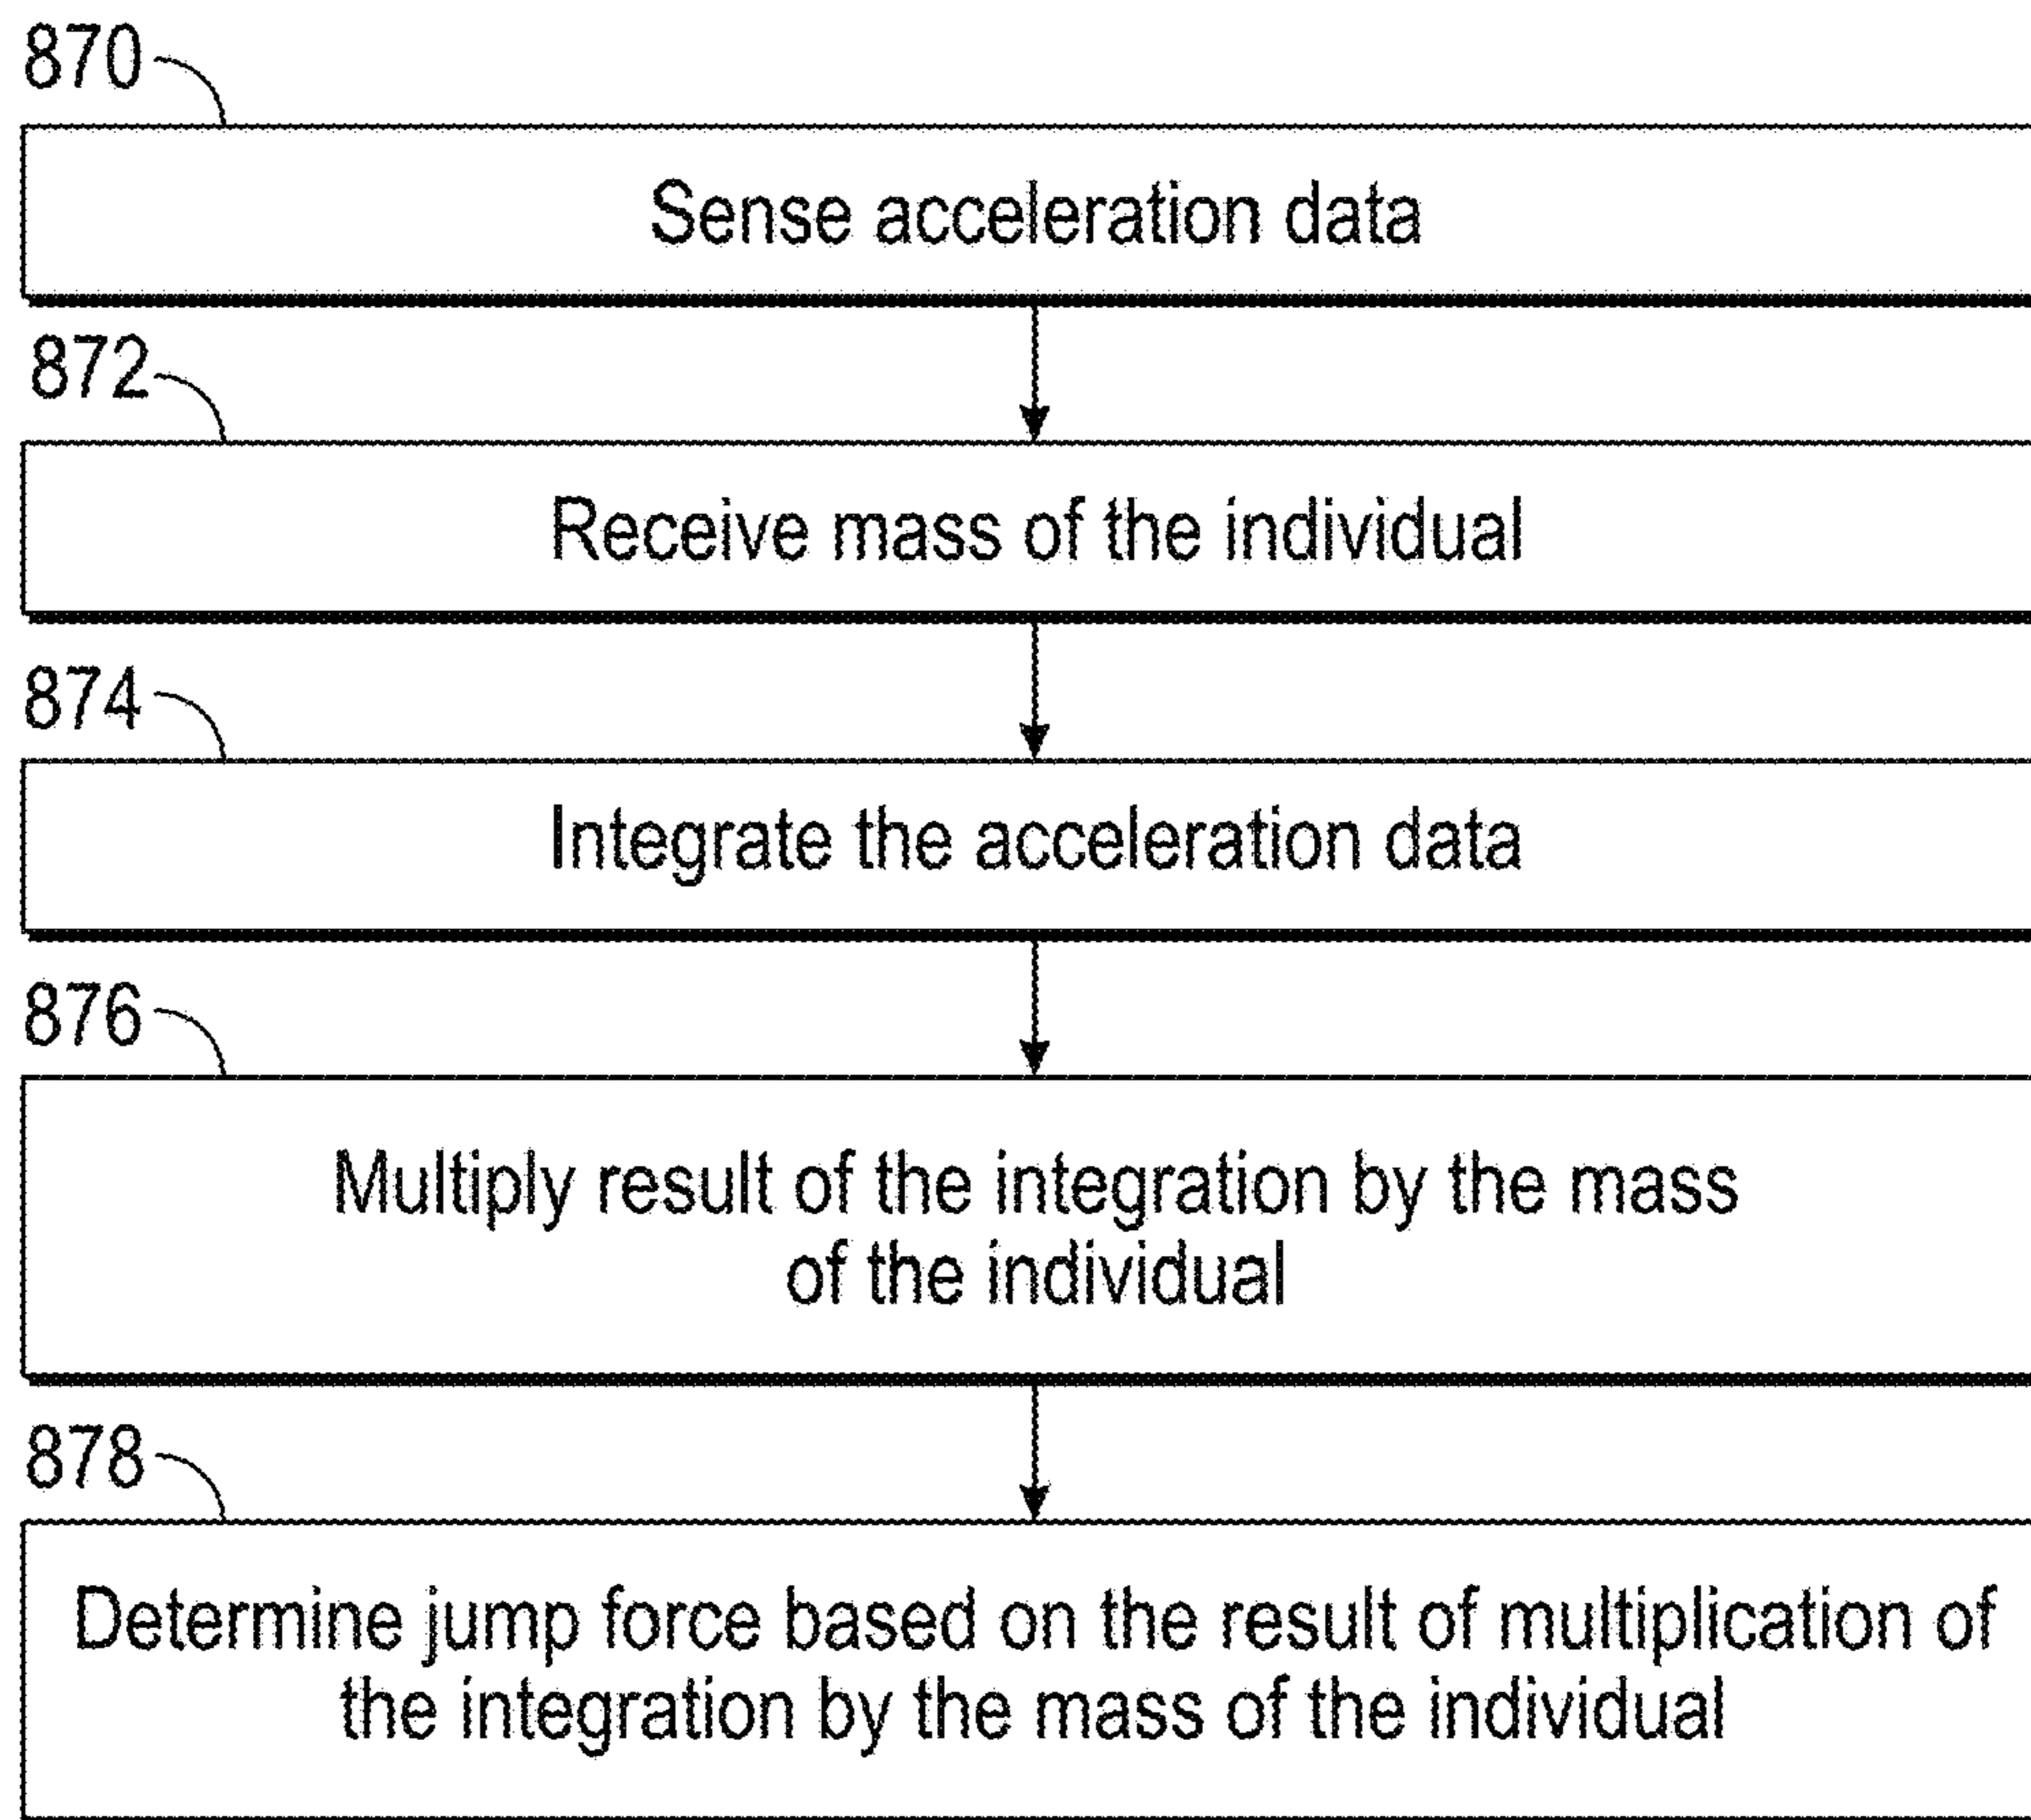 870
Sense acceleration data
872
Receive mass of the individual
874
Integrate the acceleration data
876
Multiply result of the integration by the mass
of the individual
878
Determine jump force based on the result of multiplication of
the integration by the mass of the individual